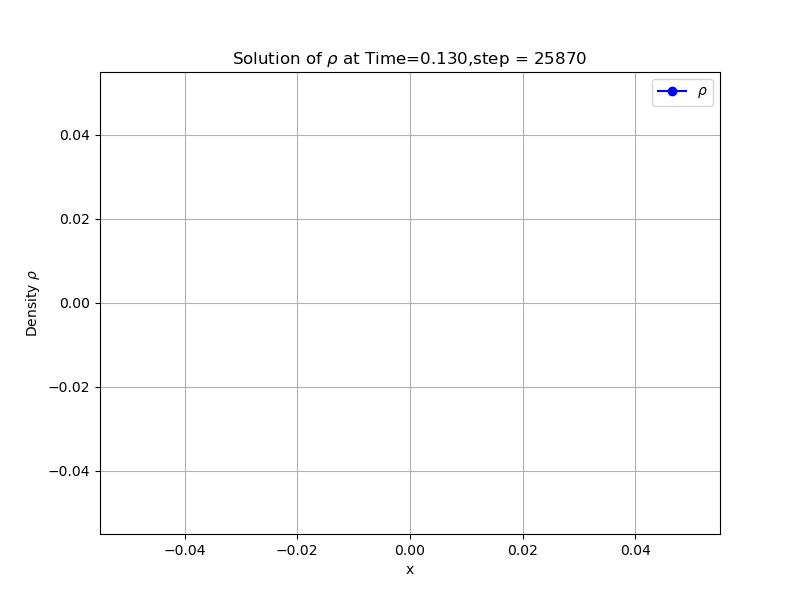 Solution of ρ at Time=0.130,step = 25870
ρ
0.04
0.02
0.00
−0.02
−0.04
Density ρ
−0.04 −0.02 0.00 0.02 0.04
x